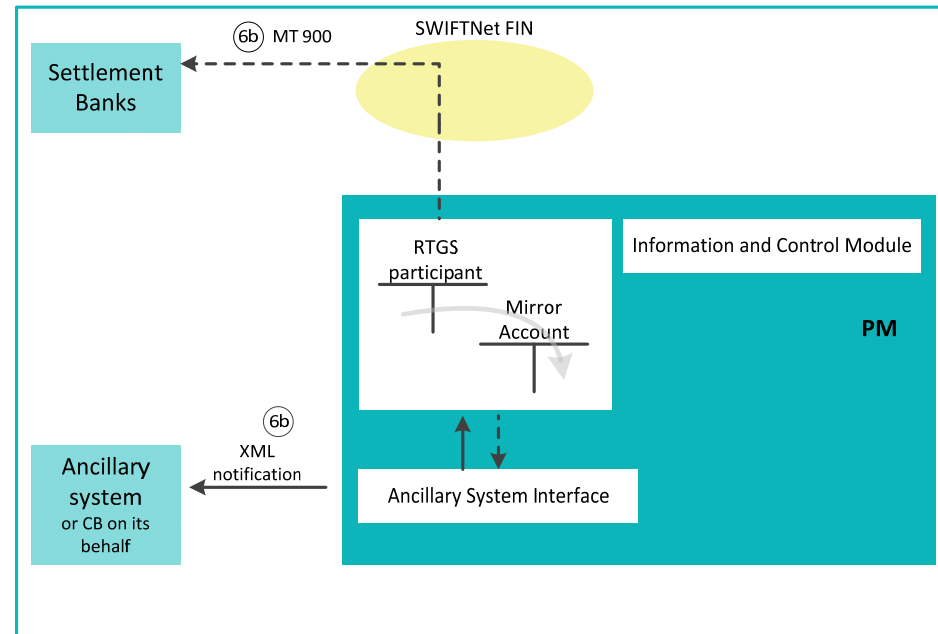 SWIFTNet FIN
6b MT 900
Settlement
Banks
RTGS
participant
Information and Control Module
Mirror
Account
PM
6b
XML
notification
Ancillary
system
or CB on its
behalf
Ancillary System Interface